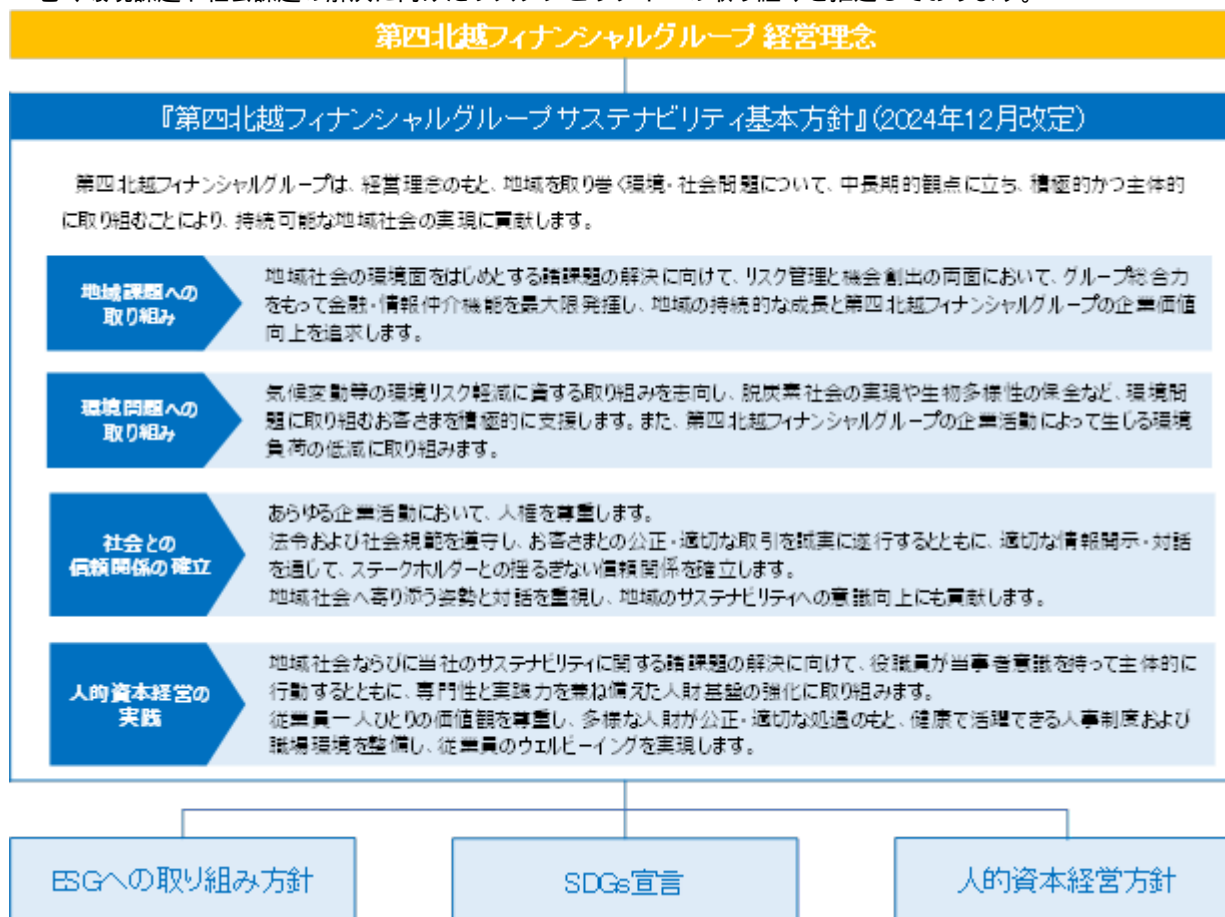 第四北越フィナンシャルグループ 経営理念
『第四北越フィナンシャルグループ サステナビリティ基本方針』(2024年12月改定)
第四北越フィナンシャルグループは、経営理念のもと、地域を取り巻く環境・社会問題について、中長期的観点に立ち、積極的かつ主体的
に取り組むことにより、持続可能な地域社会の実現に貢献します。
地域課題への
取り組み
地域社会の環境面をはじめとする諸課題の解決に向けて、リスク管理と機会創出の両面において、グループ総合力
をもって金融・情報仲介機能を最大限発揮し、地域の持続的な成長と第四北越フィナンシャルグループの企業価値
向上を追求します。
環境問題への
取り組み
気候変動等の環境リスク軽減に資する取り組みを志向し、脱炭素社会の実現や生物多様性の保全など、環境問
題に取り組むお客さまを積極的に支援します。また、第四北越フィナンシャルグループの企業活動によって生じる環境
負荷の低減に取り組みます。
社会との
信頼関係の確立
あらゆる企業活動において、人権を尊重します。
法令および社会規範を遵守し、お客さまとの公正・適切な取引を誠実に遂行するとともに、適切な情報開示・対話
を通じて、ステークホルダーとの揺るぎない信頼関係を確立します。
地域社会へ寄り添う姿勢と対話を重視し、地域のサステナビリティへの意識向上にも貢献します。
人的資本経営の
実践
地域社会ならびに当社のサステナビリティに関する諸課題の解決に向けて、役職員が当事者意識を持って主体的に
行動するとともに、専門性と実践力を兼ね備えた人財基盤の強化に取り組みます。
従業員一人ひとりの価値観を尊重し、多様な人財が公正・適切な処遇のもと、健康で活躍できる人事制度および
職場環境を整備し、従業員のウエルビーイングを実現します。
ESGへの取り組み方針
SDGs宣言
人的資本経営方針